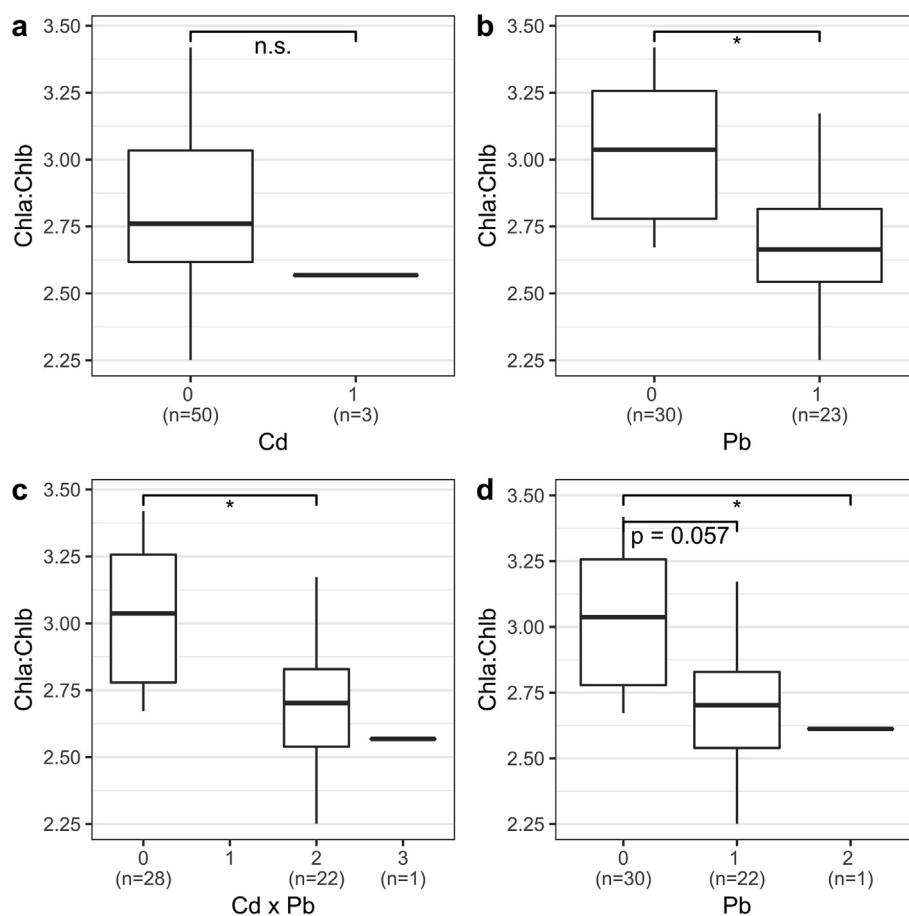 a
n.s.
Chla:Chlb
3.50
3.25
3.00
2.75
2.50
2.25
0 1
(n=50) (n=3)
Cd
b
*
Chla:Chlb
3.50
3.25
3.00
2.75
2.50
2.25
0 1
(n=30) (n=23)
Pb
c
*
Chla:Chlb
3.50
3.25
3.00
2.75
2.50
2.25
0 1 2 3
(n=28) (n=22) (n=1)
Cd x Pb
d
*
p = 0.057
Chla:Chlb
3.50
3.25
3.00
2.75
2.50
2.25
0 1 2
(n=30) (n=22) (n=1)
Pb